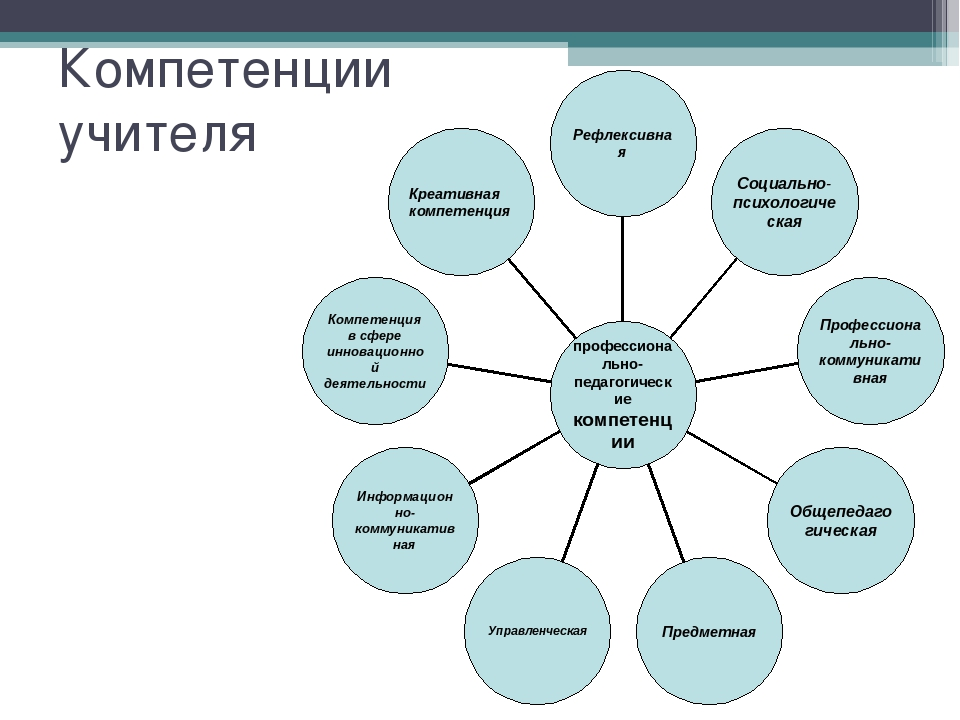 Компетенции
учителя
Рефлексивна
я
Социально-
психологиче
ская
Профессиона
льно-
коммуникати
вная
Общепедаго
гическая
Предметная
Управленческая
Информацион
но-
коммуникатив
ная
Компетенция
в сфере
инновационно
й
деятельности
Креативная
компетенция
профессиона
льно-
педагогическ
ие
компетенц
ии